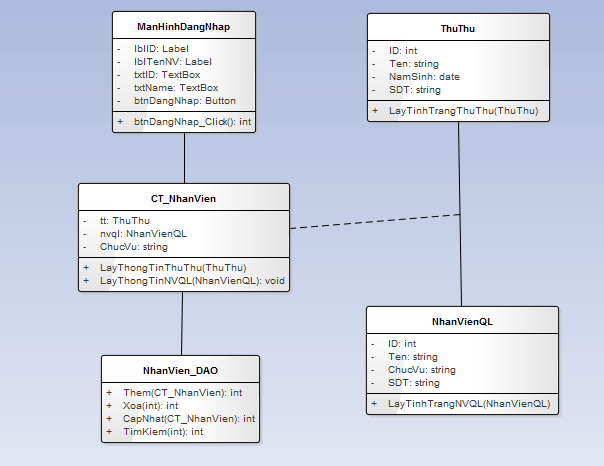 ManHinhDangNhap
- lblID: Label
- lblTenNV: Label
- txtID: TextBox
- txtName: TextBox
- btnDangNhap: Button
+ btnDangNhap_Click(): int
ThuThu
- ID: int
- Ten: string
- NamSinh: date
- SDT: string
+ LayTinhTrangThuThu(ThuThu)
CT_NhanVien
- tt: ThuThu
- nvql: NhanVienQL
- ChucVu: string
+ LayThongTinThuThu(ThuThu)
+ LayThongTinNVQL(NhanVienQL): void
NhanVienQL
- ID: int
- Ten: string
- ChucVu: string
- SDT: string
+ LayTinhTrangNVQL(NhanVienQL)
NhanVien_DAO
+ Them(CT_NhanVien): int
+ Xoa(int): int
+ CapNhat(CT_NhanVien): int
+ TimKiem(int): int